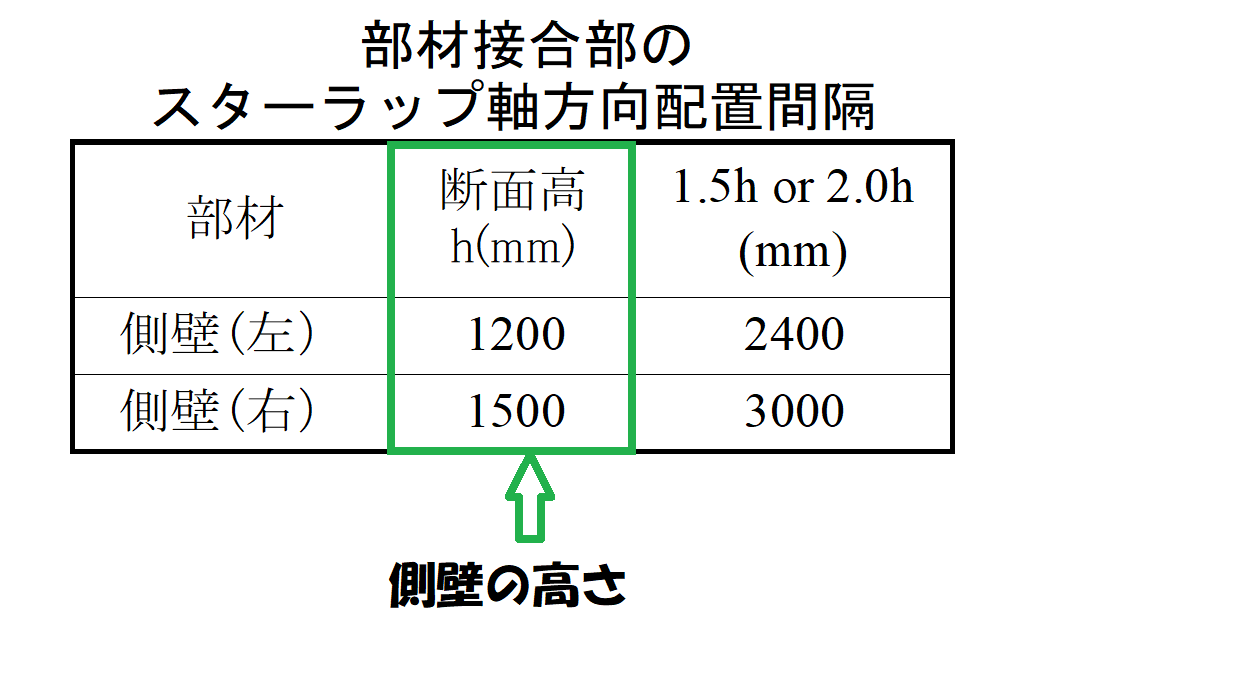 部材接合部の
スターラップ軸方向配置間隔
部材 断面高 h(mm) 1.5h or 2.0h (mm)
側壁(左) 1200 2400
側壁(右) 1500 3000
側壁の高さ